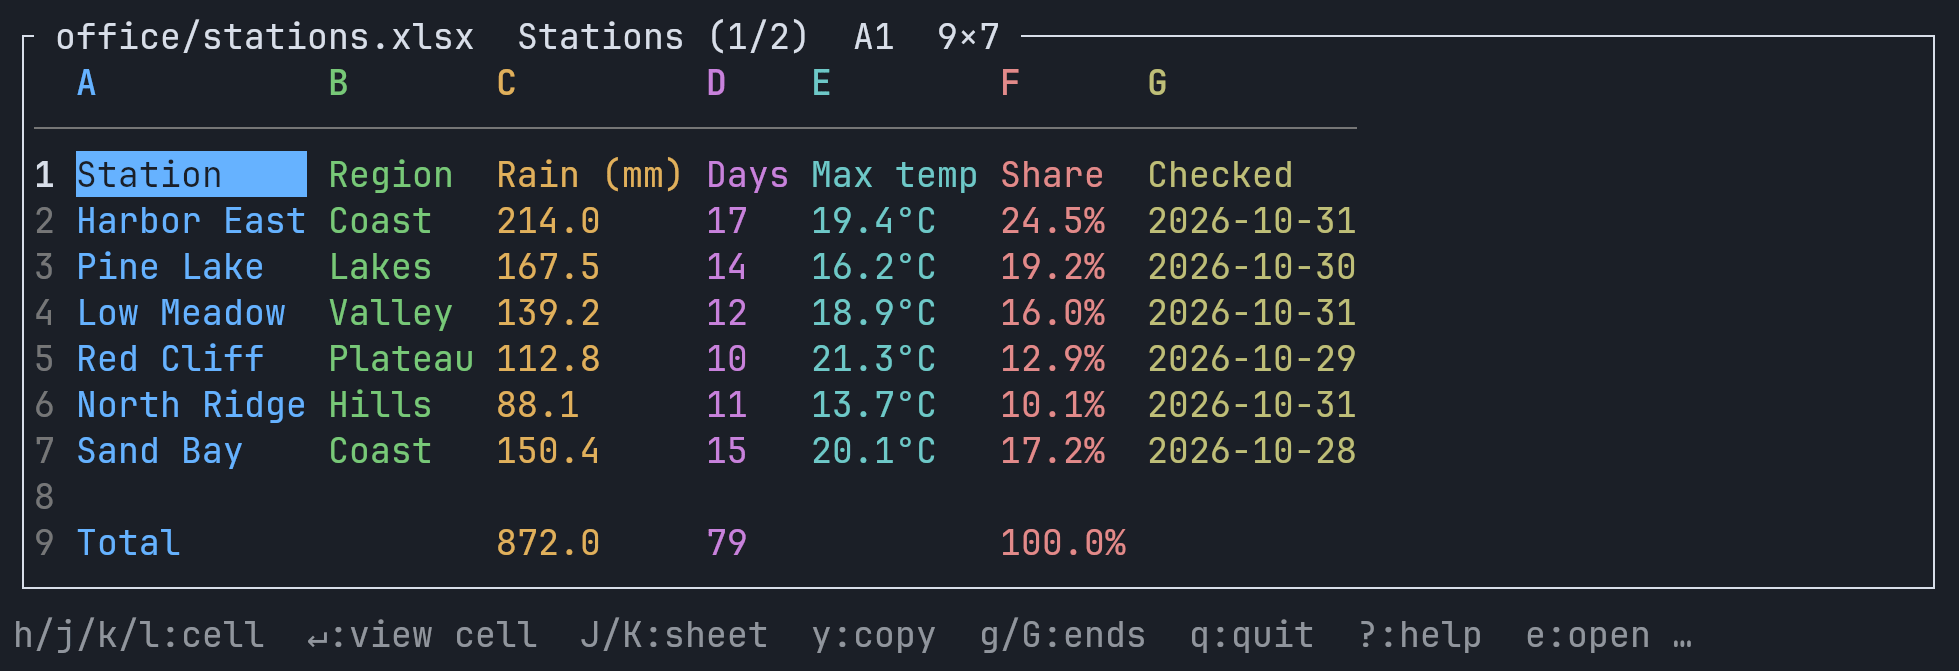 office/stations.xlsx  Stations (1/2)  A1  9×7
A B C D E F G
1 Station Region Rain (mm) Days Max temp Share Checked
2 Harbor East Coast 214.0 17 19.4°C 24.5% 2026-10-31
3 Pine Lake Lakes 167.5 14 16.2°C 19.2% 2026-10-30
4 Low Meadow Valley 139.2 12 18.9°C 16.0% 2026-10-31
5 Red Cliff Plateau 112.8 10 21.3°C 12.9% 2026-10-29
6 North Ridge Hills 88.1 11 13.7°C 10.1% 2026-10-31
7 Sand Bay Coast 150.4 15 20.1°C 17.2% 2026-10-28
8
9 Total 872.0 79 100.0%
h/j/k/l:cell  ↵:view cell  J/K:sheet  y:copy  g/G:ends  q:quit  ?:help  e:open …